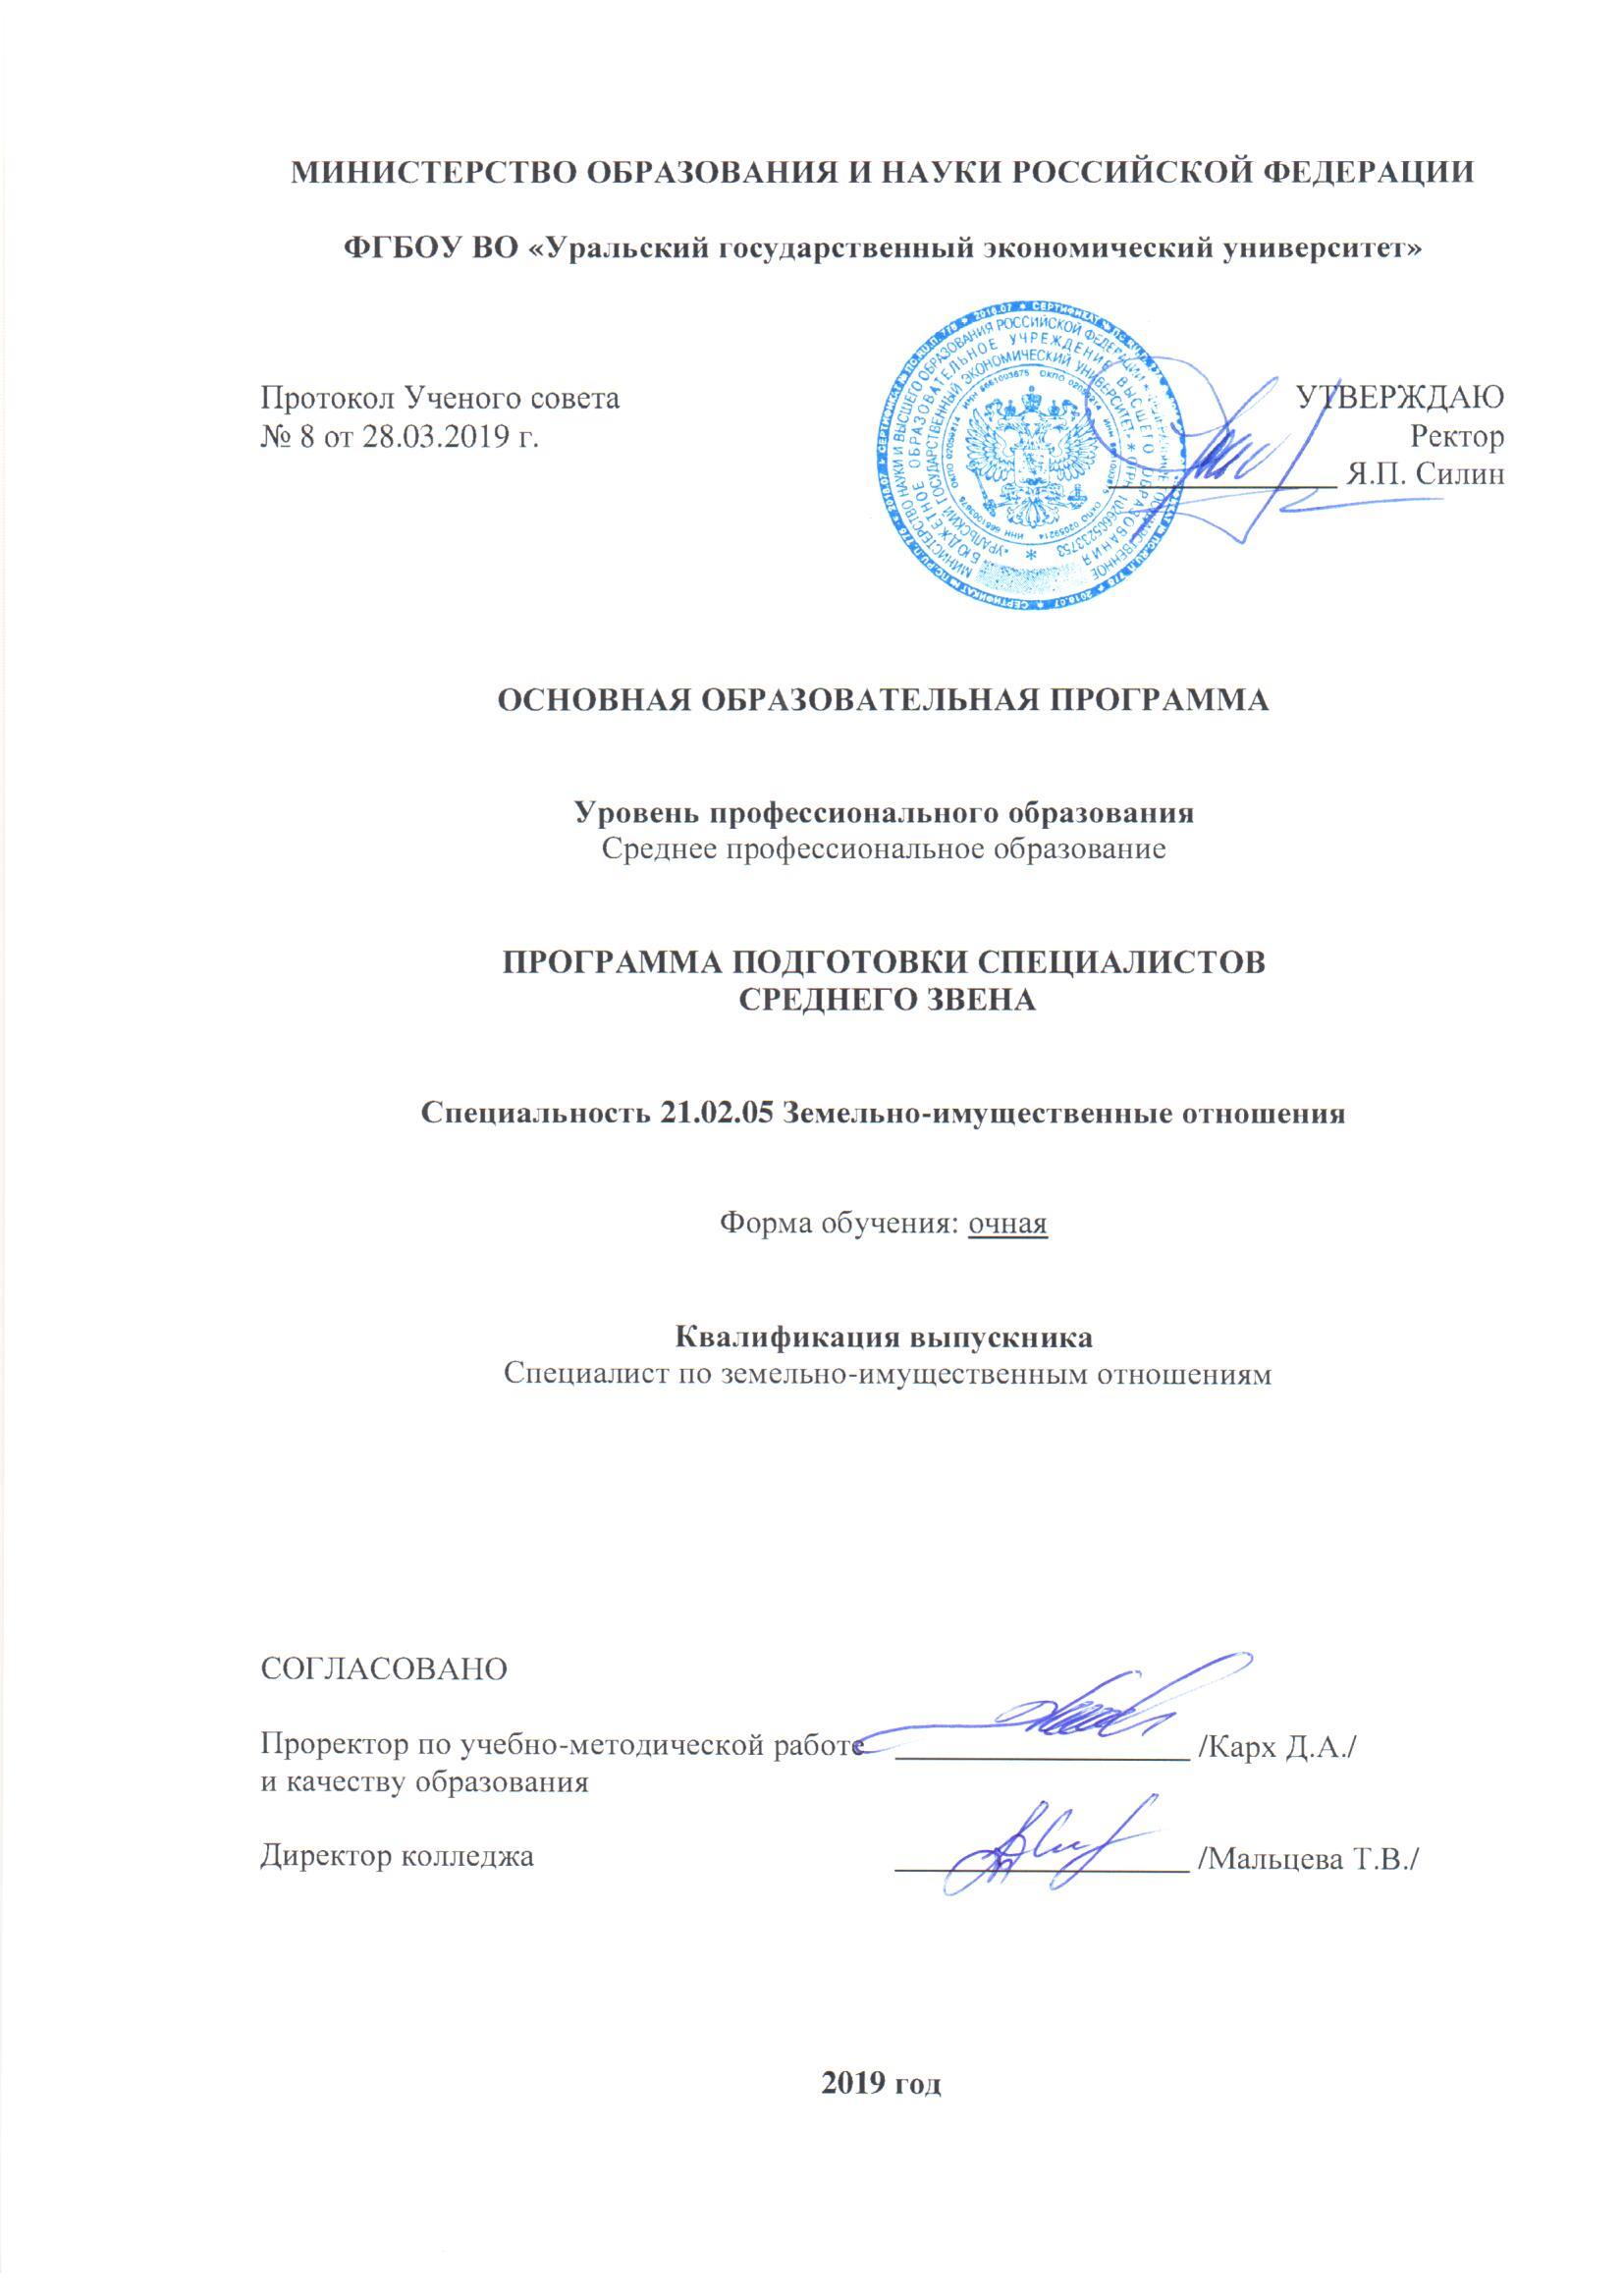 МИНИСТЕРСТВО ОБРАЗОВАНИЯ И НАУКИ РОССИЙСКОЙ ФЕДЕРАЦИИ
ФГБОУ ВО «Уральский государственный экономический университет»
Протокол Ученого совета
№ 8 от 28.03.2019 г.
УТВЕРЖДАЮ
Ректор
Я.П. Силин
ОСНОВНАЯ ОБРАЗОВАТЕЛЬНАЯ ПРОГРАММА
Уровень профессионального образования
Среднее профессиональное образование
ПРОГРАММА ПОДГОТОВКИ СПЕЦИАЛИСТОВ
СРЕДНЕГО ЗВЕНА
Специальность 21.02.05 Земельно-имущественные отношения
Форма обучения: очная
Квалификация выпускника
Специалист по земельно-имущественным отношениям
СОГЛАСОВАНО
Проректор по учебно-методической работе /Карх Д.А./
и качеству образования
Директор колледжа /Мальцева Т.В./
2019 год